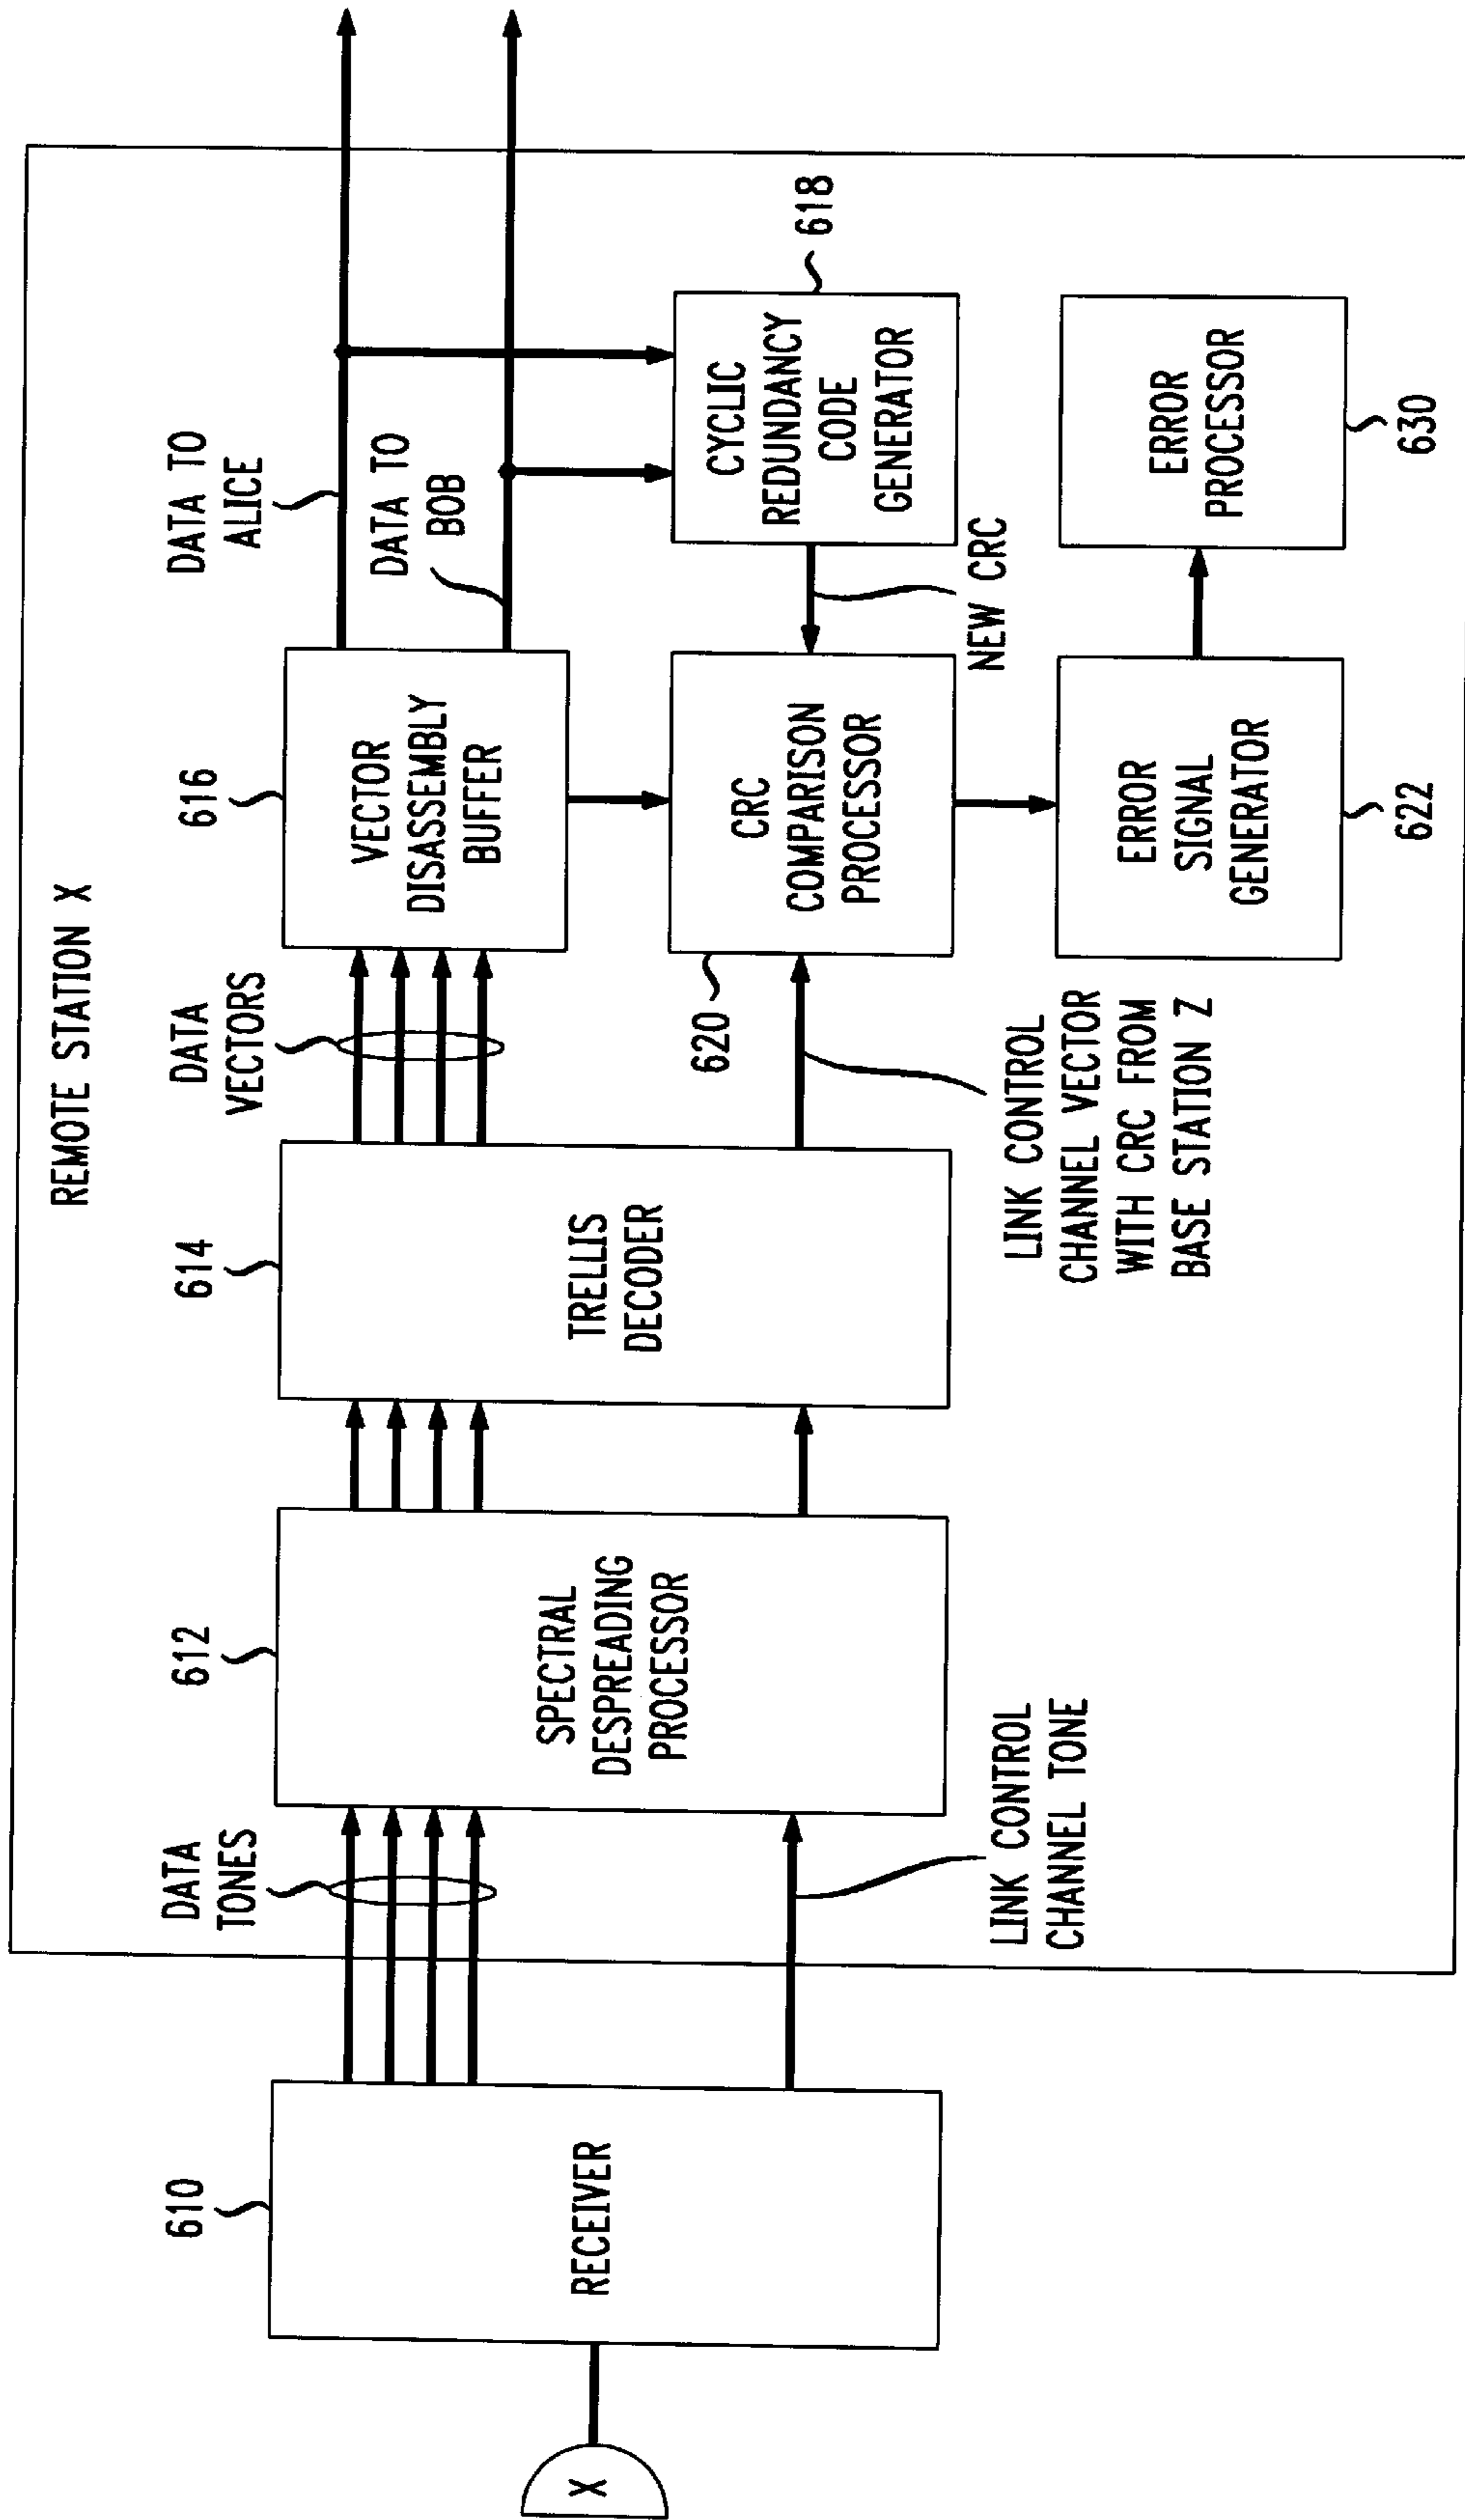 REMOTE STATION X
X
610
RECEIVER
DATA
TONES
LINK CONTROL
CHANNEL TONE
612
SPECTRAL
DESPREADING
PROCESSOR
614
TRELLIS
DECODER
DATA
VECTORS
LINK CONTROL
CHANNEL VECTOR
WITH CRC FROM
BASE STATION Z
616
VECTOR
DISASSEMBLY
BUFFER
620
CRC
COMPARISON
PROCESSOR
ERROR
SIGNAL
GENERATOR
622
DATA TO
ALICE
DATA TO
BOB
NEW CRC
CYCLIC
REDUNDANCY
CODE
GENERATOR
618
ERROR
PROCESSOR
630